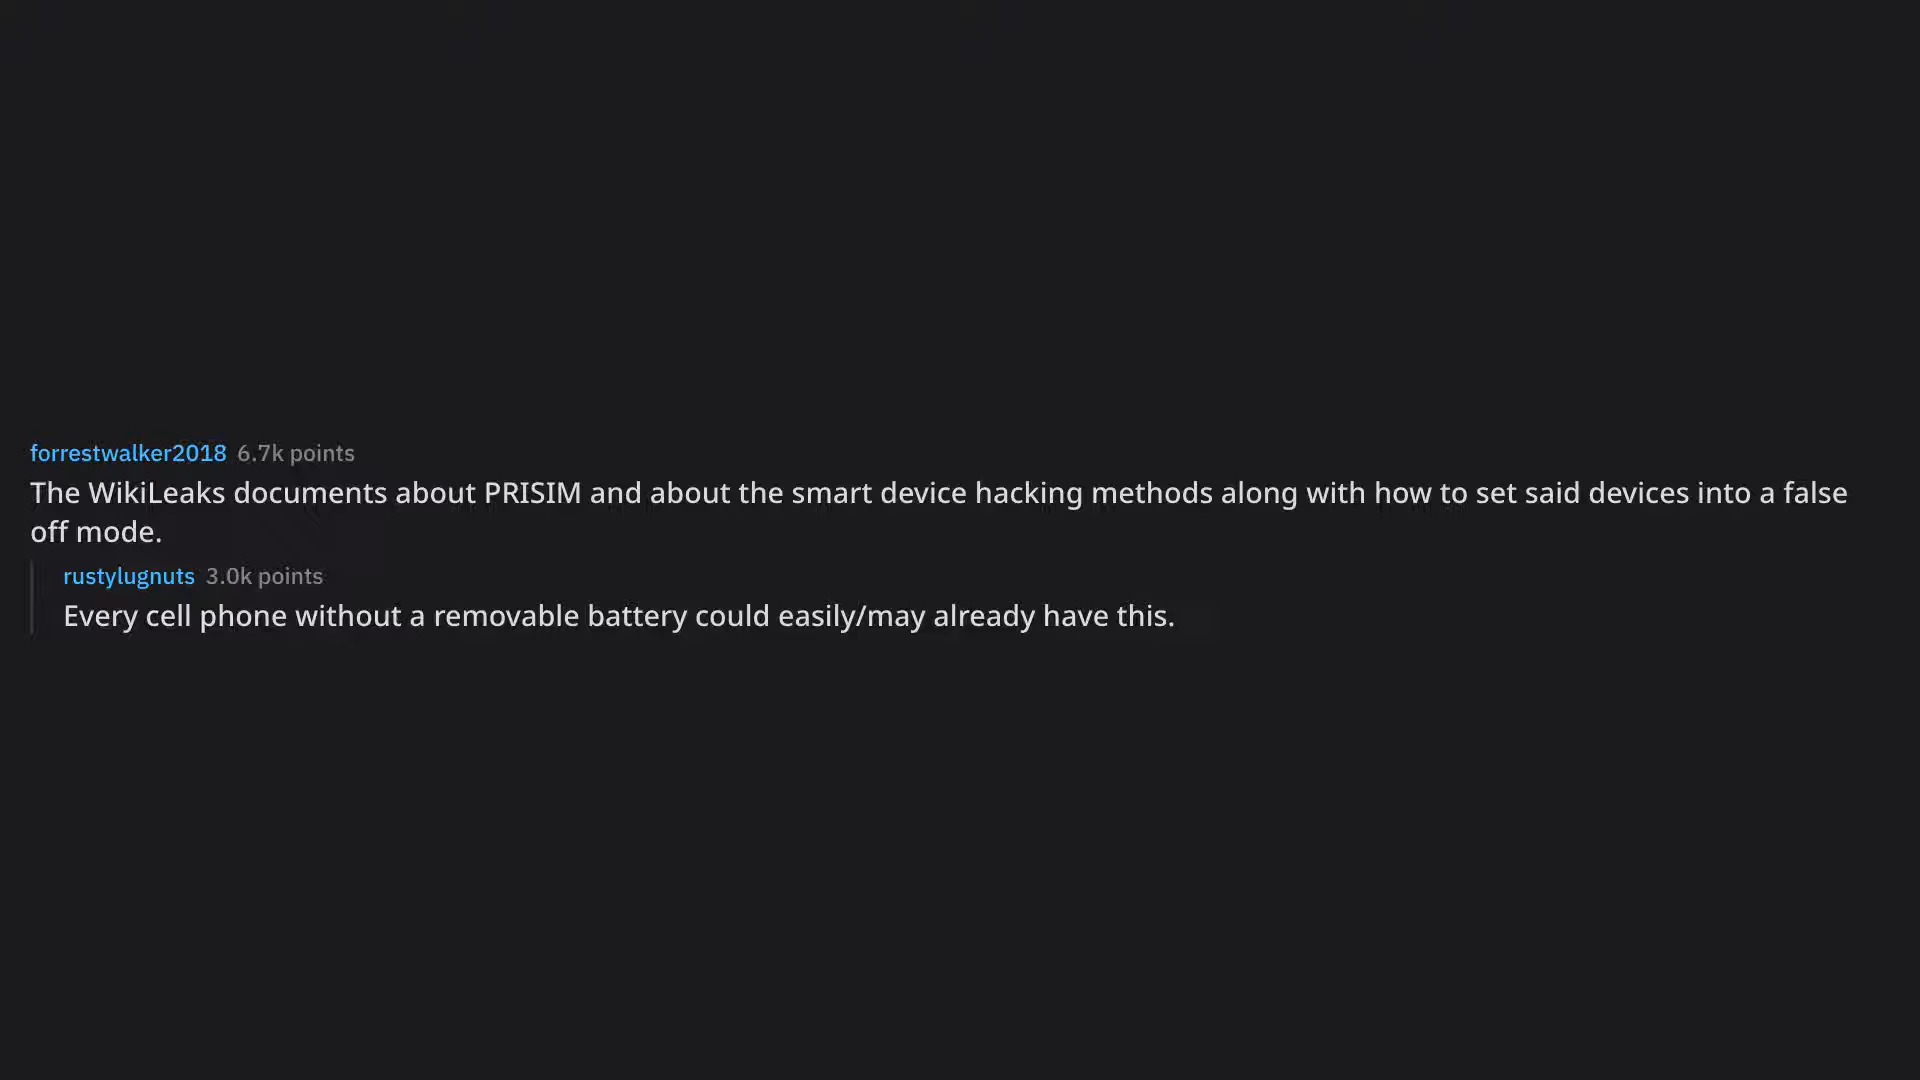 forrestwalker2018 6.7k points
The WikiLeaks documents about PRISIM and about the smart device hacking methods along with how to set said devices into a false
off mode.
rustylugnuts 3.0k points
Every cell phone without a removable battery could easily/may already have this.